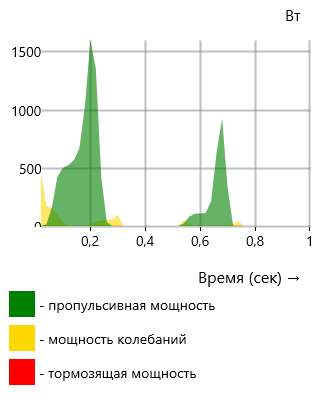 Вт
1500
1000
500
0
0,2 0,4 0,6 0,8 1
Время (сек) →
- пропульсивная мощность
- мощность колебаний
- тормозящая мощность